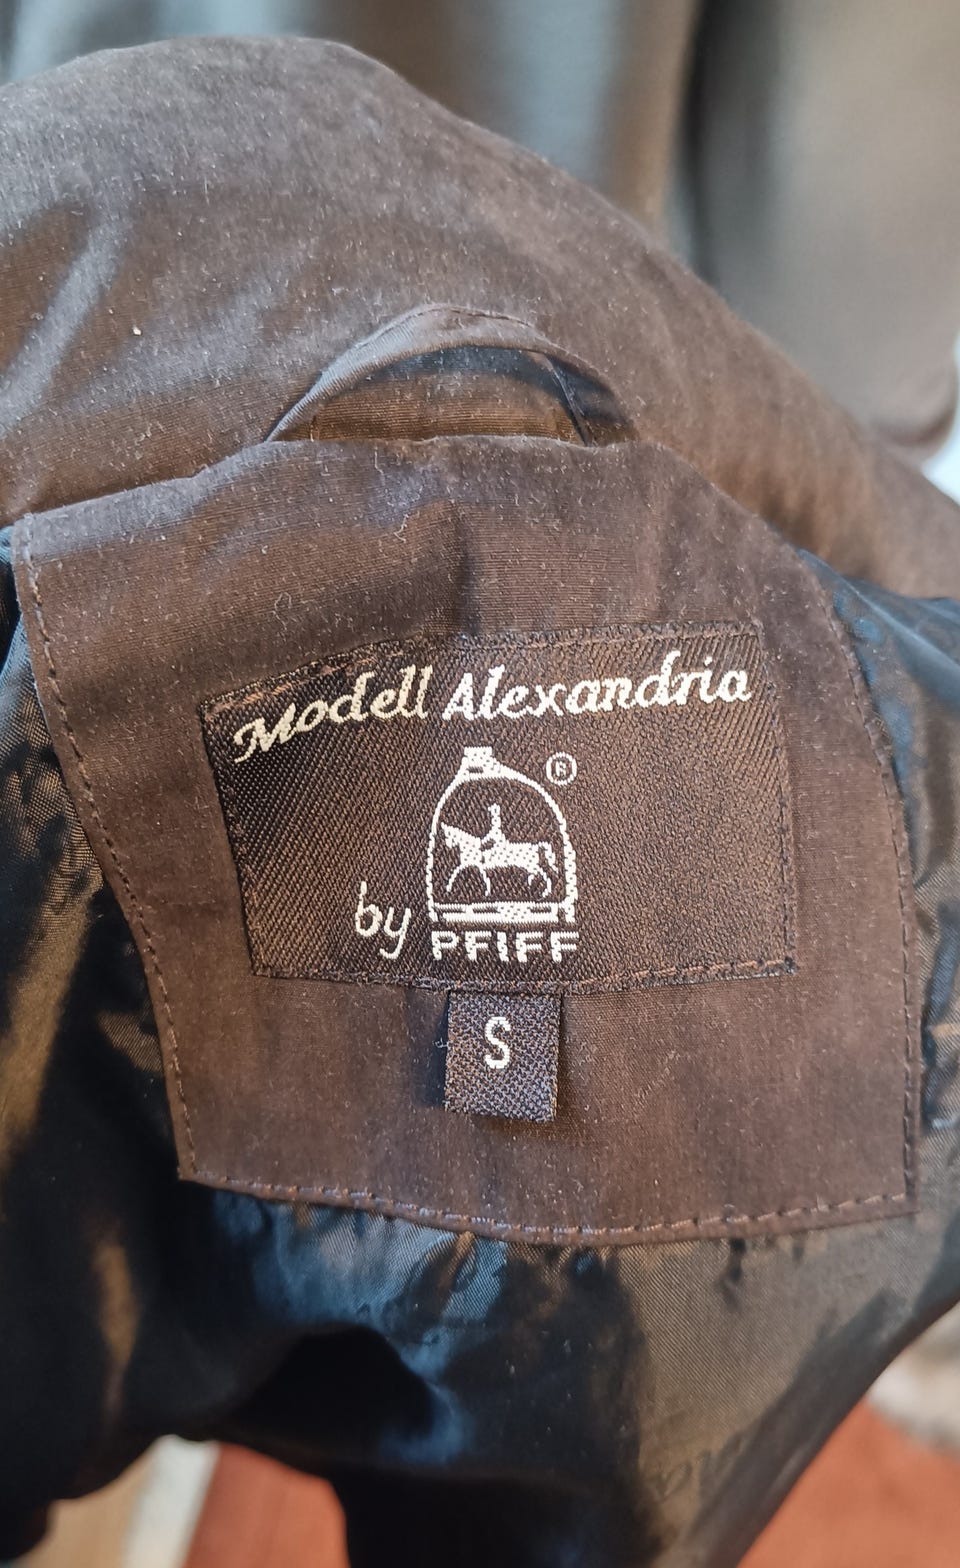 Modell Alexandria
®
by PFIFF
S